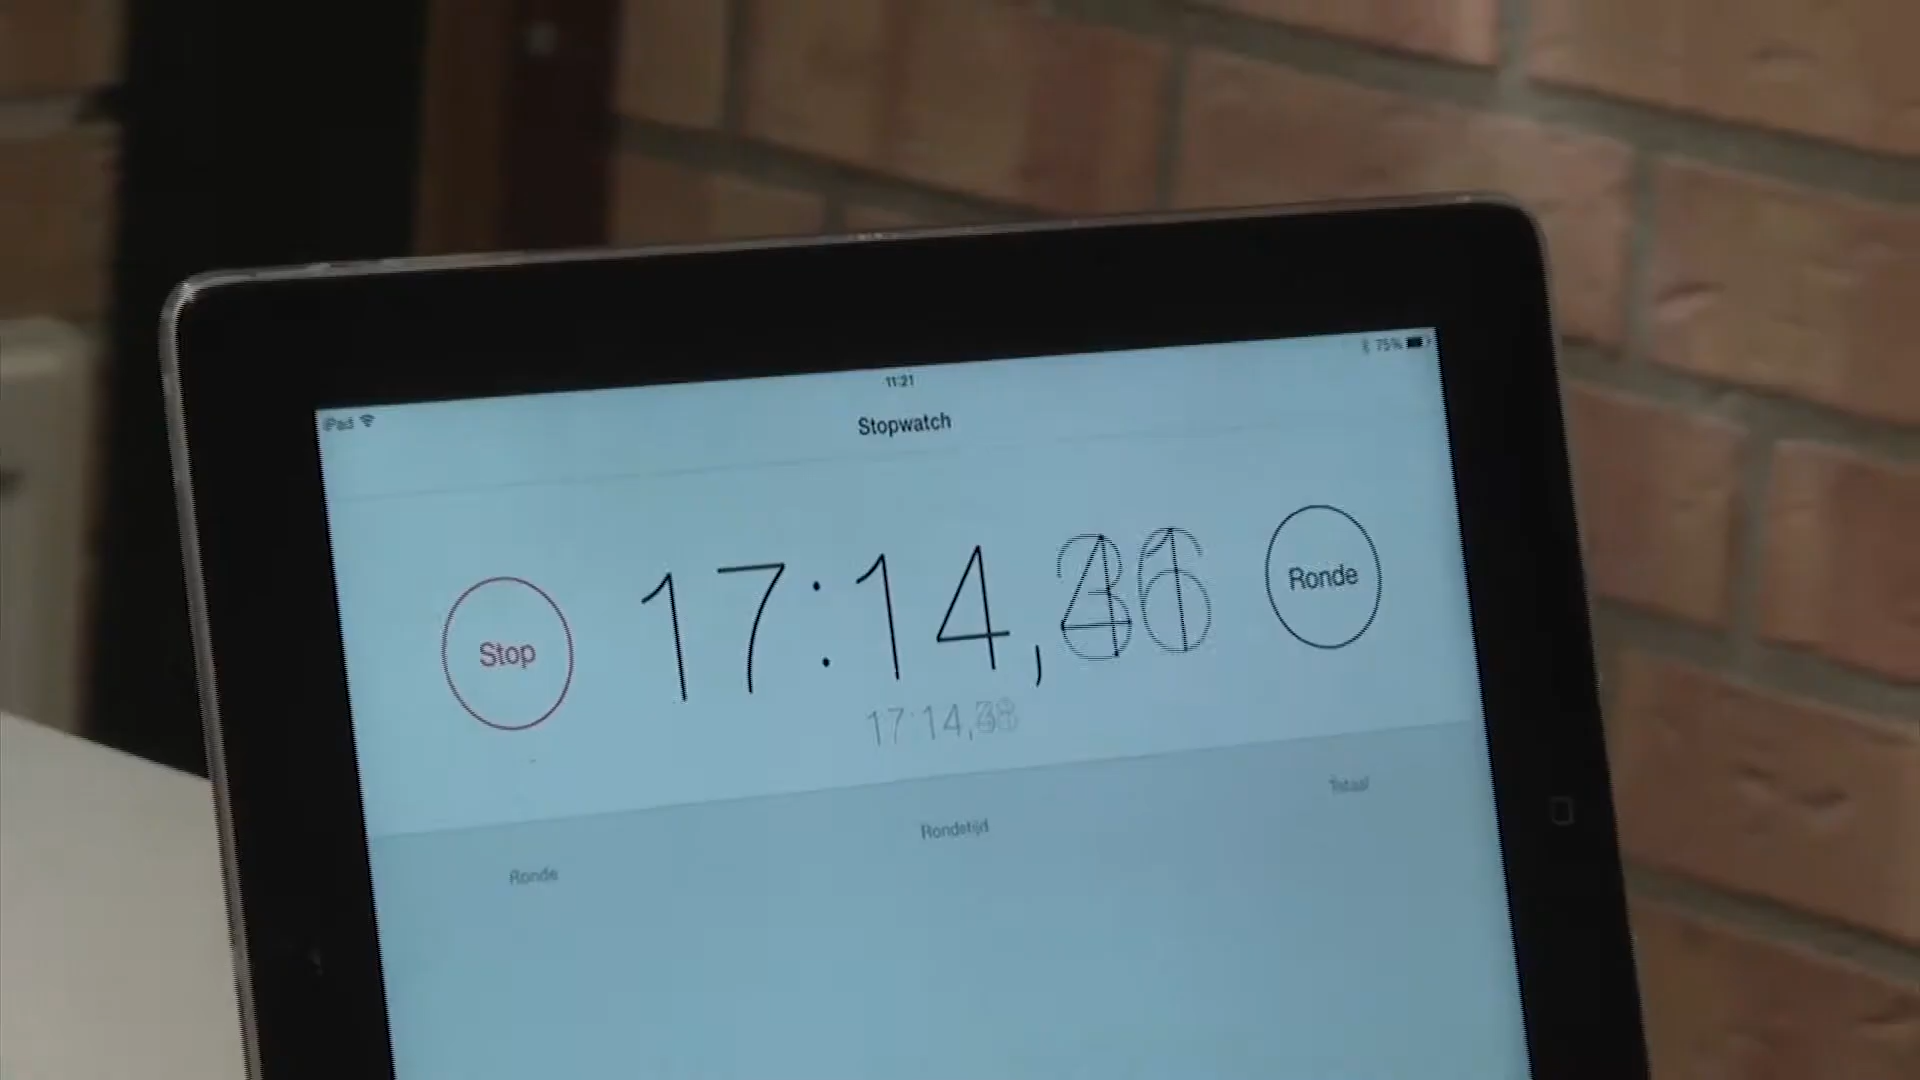 iPad
11:21
75%
Stopwatch
Stop
17:14,
Ronde
17:14,
Ronde
Rondetijd
Totaal